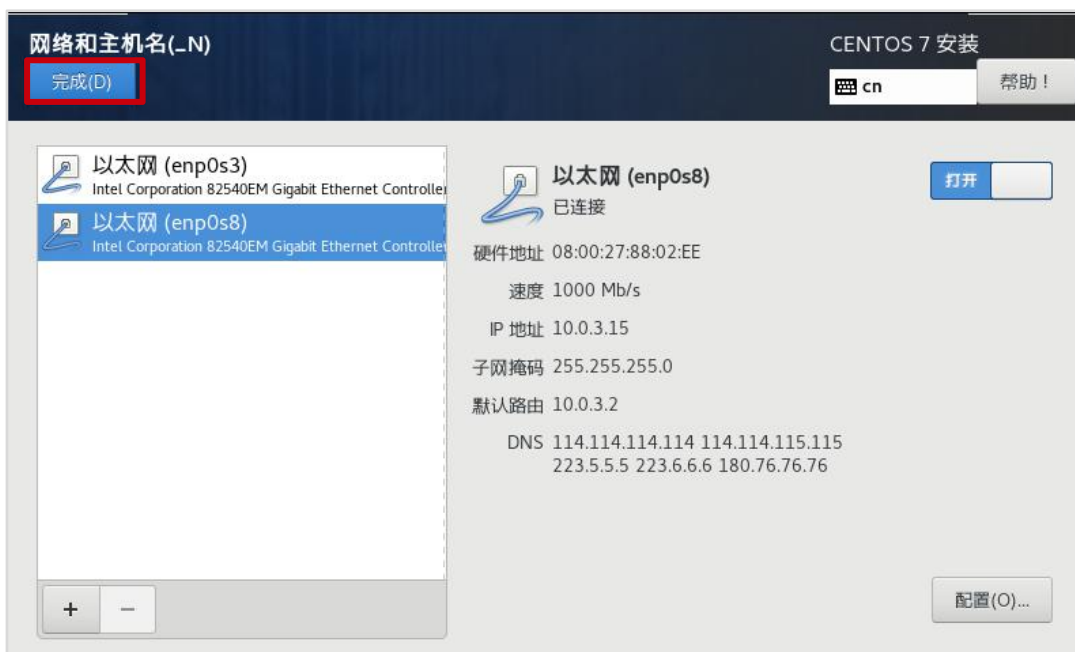 网络和主机名(_N)
CENTOS 7 安装
完成(D)
cn
帮助！
以太网 (enp0s3)
Intel Corporation 82540EM Gigabit Ethernet Controlle
以太网 (enp0s8)
Intel Corporation 82540EM Gigabit Ethernet Controlle
以太网 (enp0s8)
已连接
打开
硬件地址 08:00:27:88:02:EE
速度 1000 Mb/s
IP 地址 10.0.3.15
子网掩码 255.255.255.0
默认路由 10.0.3.2
DNS 114.114.114.114 114.114.115.115
223.5.5.5 223.6.6.6 180.76.76.76
+ −
配置(O)...